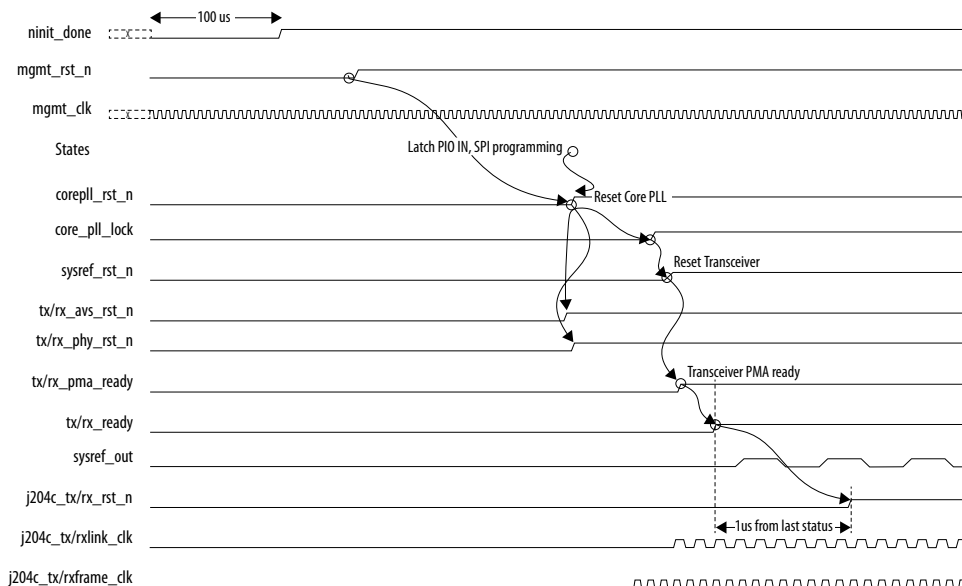 100 us
ninit_done
mgmt_rst_n
mgmt_clk
States
Latch PIO IN, SPI programming
corepll_rst_n
Reset Core PLL
core_pll_lock
sysref_rst_n
Reset Transceiver
tx/rx_avs_rst_n
tx/rx_phy_rst_n
tx/rx_pma_ready
Transceiver PMA ready
tx/rx_ready
sysref_out
j204c_tx/rx_rst_n
1us from last status
j204c_tx/rxlink_clk
j204c_tx/rxframe_clk